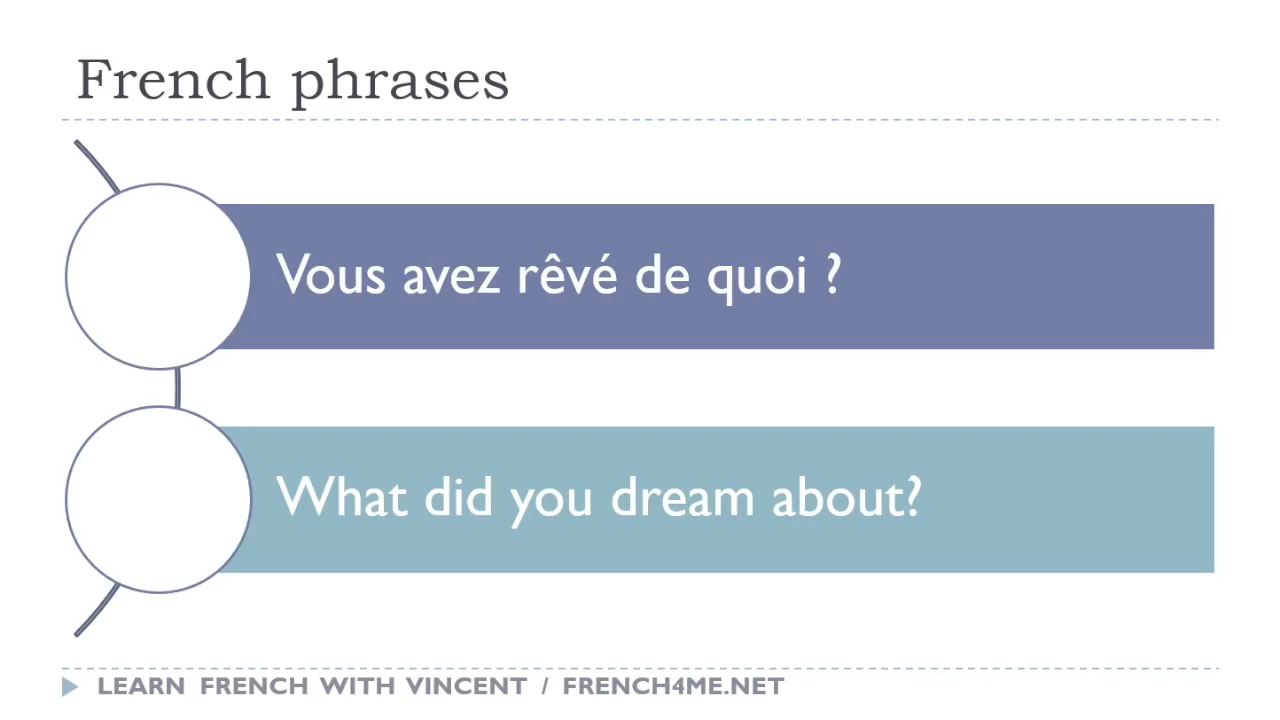 French phrases
Vous avez rêvé de quoi ?
What did you dream about?
LEARN FRENCH WITH VINCENT / FRENCH4ME.NET